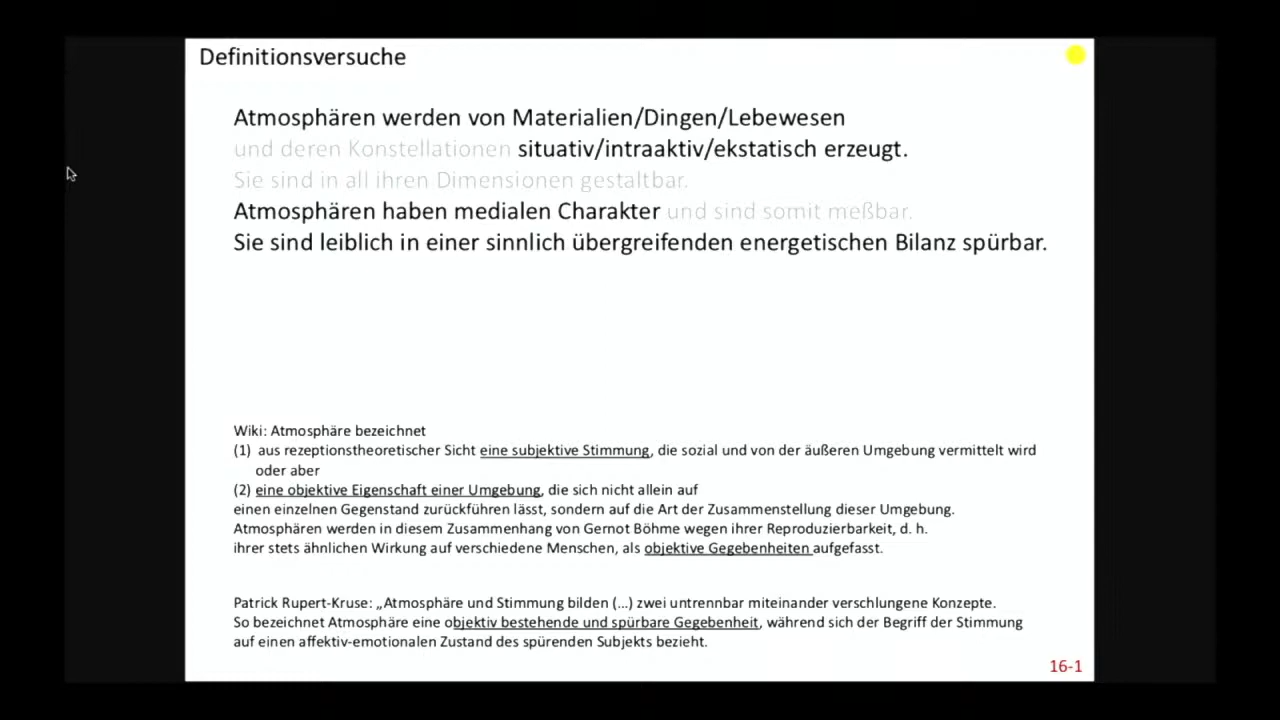 Definitionsversuche
Atmosphären werden von Materialien/Dingen/Lebewesen
und deren Konstellationen situativ/intraaktiv/ekstatisch erzeugt.
Sie sind in all ihren Dimensionen gestaltbar.
Atmosphären haben medialen Charakter und sind somit meßbar.
Sie sind leiblich in einer sinnlich übergreifenden energetischen Bilanz spürbar.
Wiki: Atmosphäre bezeichnet
(1) aus rezeptionstheoretischer Sicht eine subjektive Stimmung, die sozial und von der äußeren Umgebung vermittelt wird
oder aber
(2) eine objektive Eigenschaft einer Umgebung, die sich nicht allein auf
einen einzelnen Gegenstand zurückführen lässt, sondern auf die Art der Zusammenstellung dieser Umgebung.
Atmosphären werden in diesem Zusammenhang von Gernot Böhme wegen ihrer Reproduzierbarkeit, d. h.
ihrer stets ähnlichen Wirkung auf verschiedene Menschen, als objektive Gegebenheiten aufgefasst.
Patrick Rupert-Kruse: „Atmosphäre und Stimmung bilden (...) zwei untrennbar miteinander verschlungene Konzepte.
So bezeichnet Atmosphäre eine objektiv bestehende und spürbare Gegebenheit, während sich der Begriff der Stimmung
auf einen affektiv-emotionalen Zustand des spürenden Subjekts bezieht.
16-1